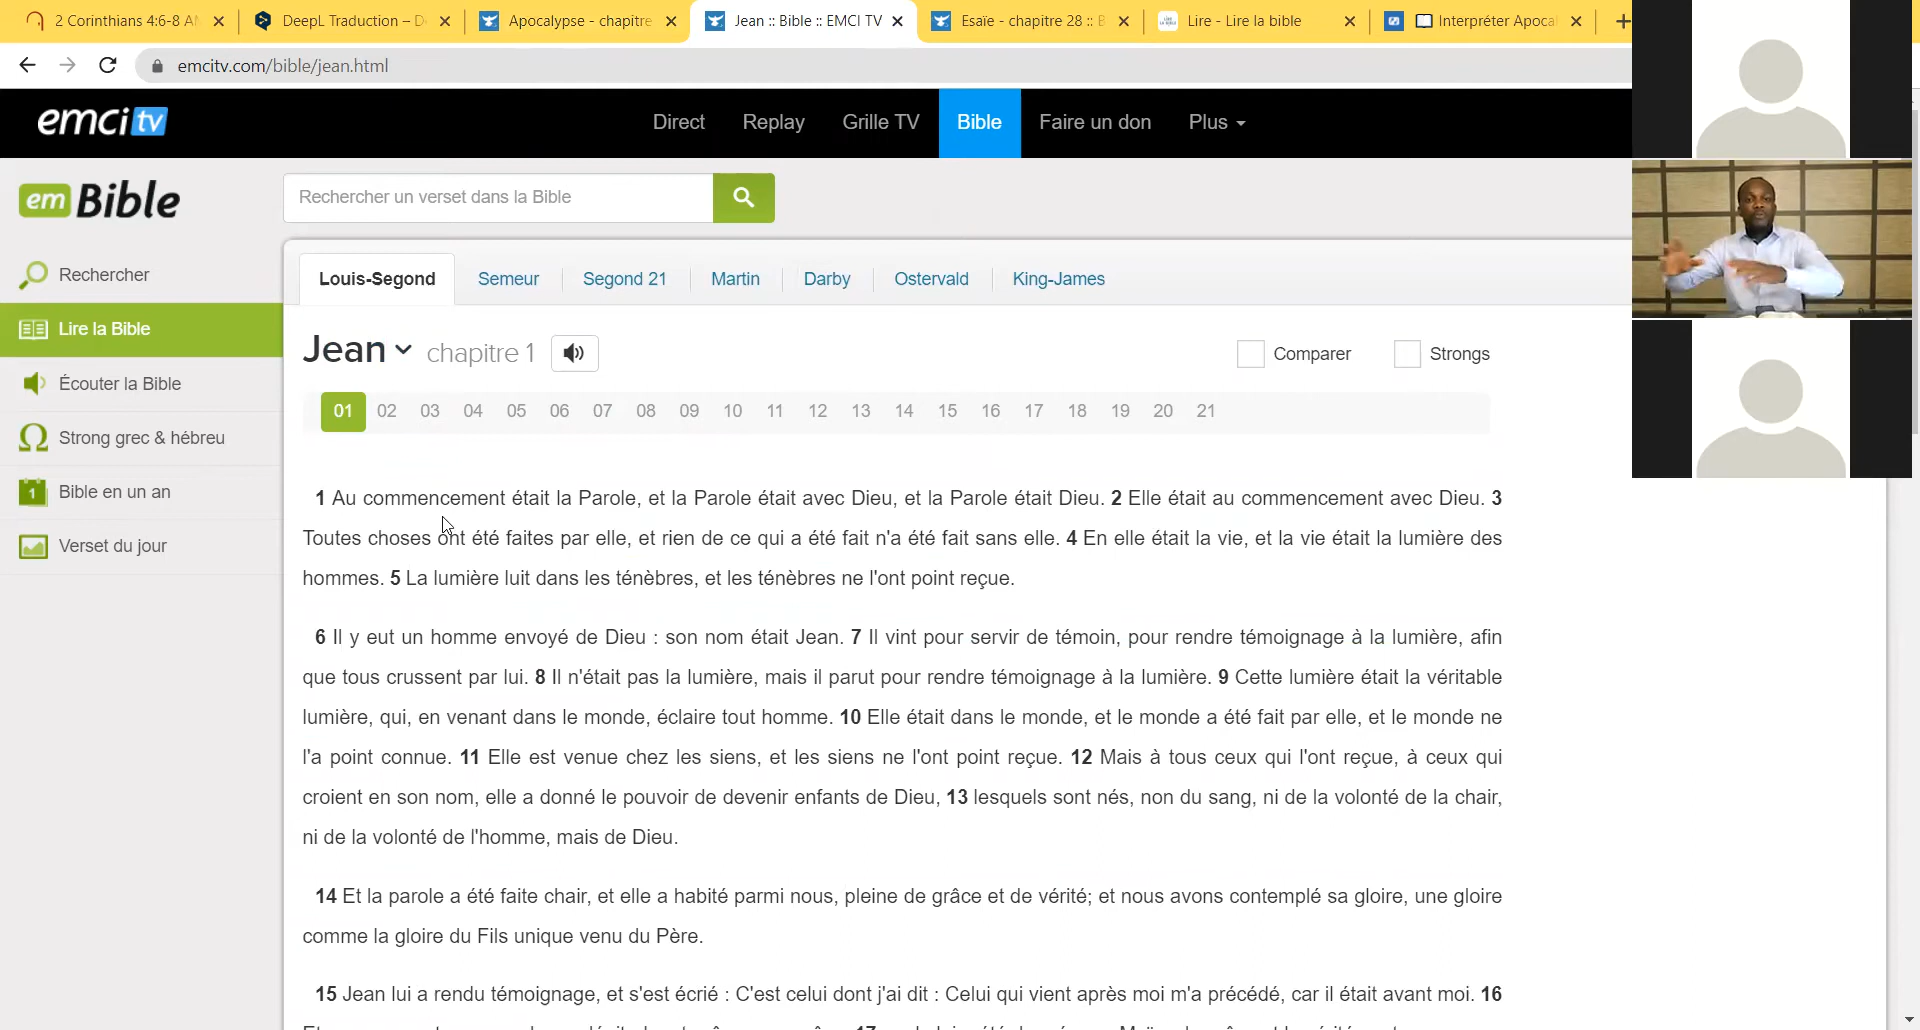 2 Corinthians 4:6-8 A
DeepL Traduction – D
Apocalypse - chapitre
Jean :: Bible :: EMCI TV
Esaïe - chapitre 28 :: B
Lire - Lire la bible
Interpréter Apoca
emcitv.com/bible/jean.html
emci tv
Direct
Replay
Grille TV
Bible
Faire un don
Plus
em Bible
Rechercher un verset dans la Bible
Rechercher
Lire la Bible
Écouter la Bible
Strong grec & hébreu
1 Bible en un an
Verset du jour
Louis-Segond
Semeur
Segond 21
Martin
Darby
Ostervald
King-James
Jean chapitre 1
Comparer
Strongs
01 02 03 04 05 06 07 08 09 10 11 12 13 14 15 16 17 18 19 20 21
1 Au commencement était la Parole, et la Parole était avec Dieu, et la Parole était Dieu. 2 Elle était au commencement avec Dieu. 3
Toutes choses ont été faites par elle, et rien de ce qui a été fait n'a été fait sans elle. 4 En elle était la vie, et la vie était la lumière des
hommes. 5 La lumière luit dans les ténèbres, et les ténèbres ne l'ont point reçue.
6 Il y eut un homme envoyé de Dieu : son nom était Jean. 7 Il vint pour servir de témoin, pour rendre témoignage à la lumière, afin
que tous crussent par lui. 8 Il n'était pas la lumière, mais il parut pour rendre témoignage à la lumière. 9 Cette lumière était la véritable
lumière, qui, en venant dans le monde, éclaire tout homme. 10 Elle était dans le monde, et le monde a été fait par elle, et le monde ne
l'a point connue. 11 Elle est venue chez les siens, et les siens ne l'ont point reçue. 12 Mais à tous ceux qui l'ont reçue, à ceux qui
croient en son nom, elle a donné le pouvoir de devenir enfants de Dieu, 13 lesquels sont nés, non du sang, ni de la volonté de la chair,
ni de la volonté de l'homme, mais de Dieu.
14 Et la parole a été faite chair, et elle a habité parmi nous, pleine de grâce et de vérité; et nous avons contemplé sa gloire, une gloire
comme la gloire du Fils unique venu du Père.
15 Jean lui a rendu témoignage, et s'est écrié : C'est celui dont j'ai dit : Celui qui vient après moi m'a précédé, car il était avant moi. 16